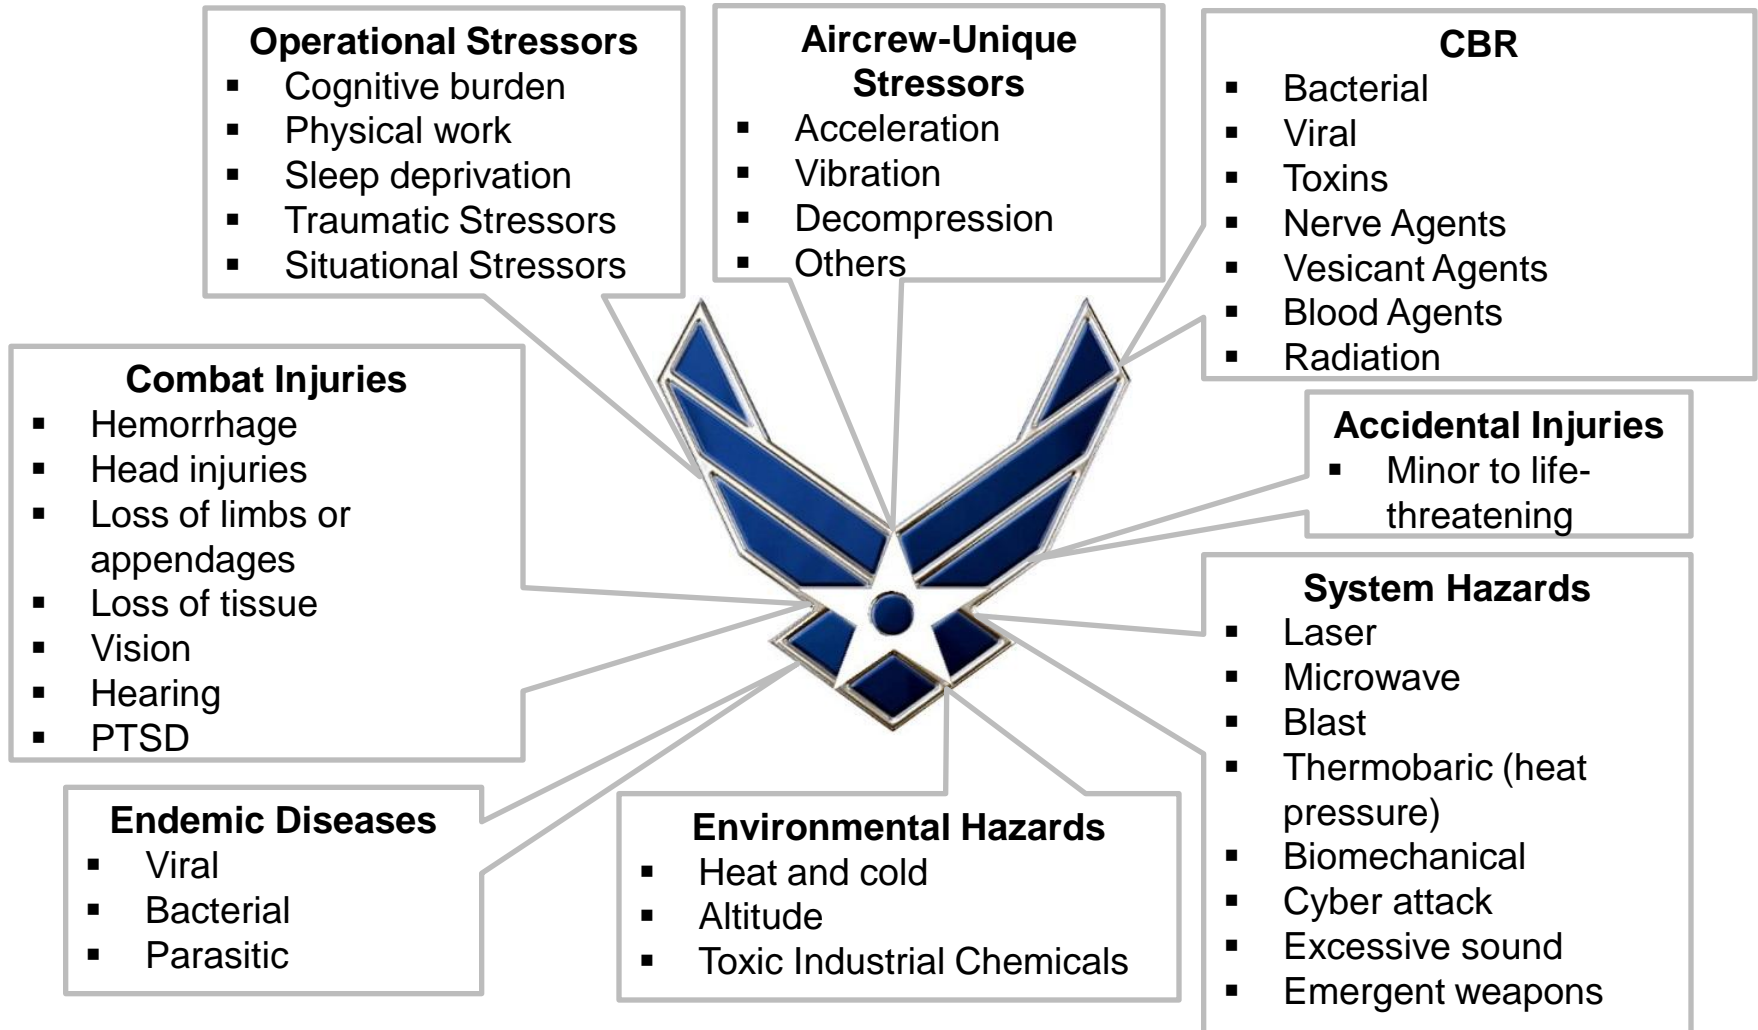 Operational Stressors
▪ Cognitive burden
▪ Physical work
▪ Sleep deprivation
▪ Traumatic Stressors
▪ Situational Stressors
Aircrew-Unique
Stressors
▪ Acceleration
▪ Vibration
▪ Decompression
▪ Others
CBR
▪ Bacterial
▪ Viral
▪ Toxins
▪ Nerve Agents
▪ Vesicant Agents
▪ Blood Agents
▪ Radiation
Combat Injuries
▪ Hemorrhage
▪ Head injuries
▪ Loss of limbs or
appendages
▪ Loss of tissue
▪ Vision
▪ Hearing
▪ PTSD
Accidental Injuries
▪ Minor to life-
threatening
System Hazards
▪ Laser
▪ Microwave
▪ Blast
▪ Thermobaric (heat
pressure)
▪ Biomechanical
▪ Cyber attack
▪ Excessive sound
▪ Emergent weapons
Endemic Diseases
▪ Viral
▪ Bacterial
▪ Parasitic
Environmental Hazards
▪ Heat and cold
▪ Altitude
▪ Toxic Industrial Chemicals